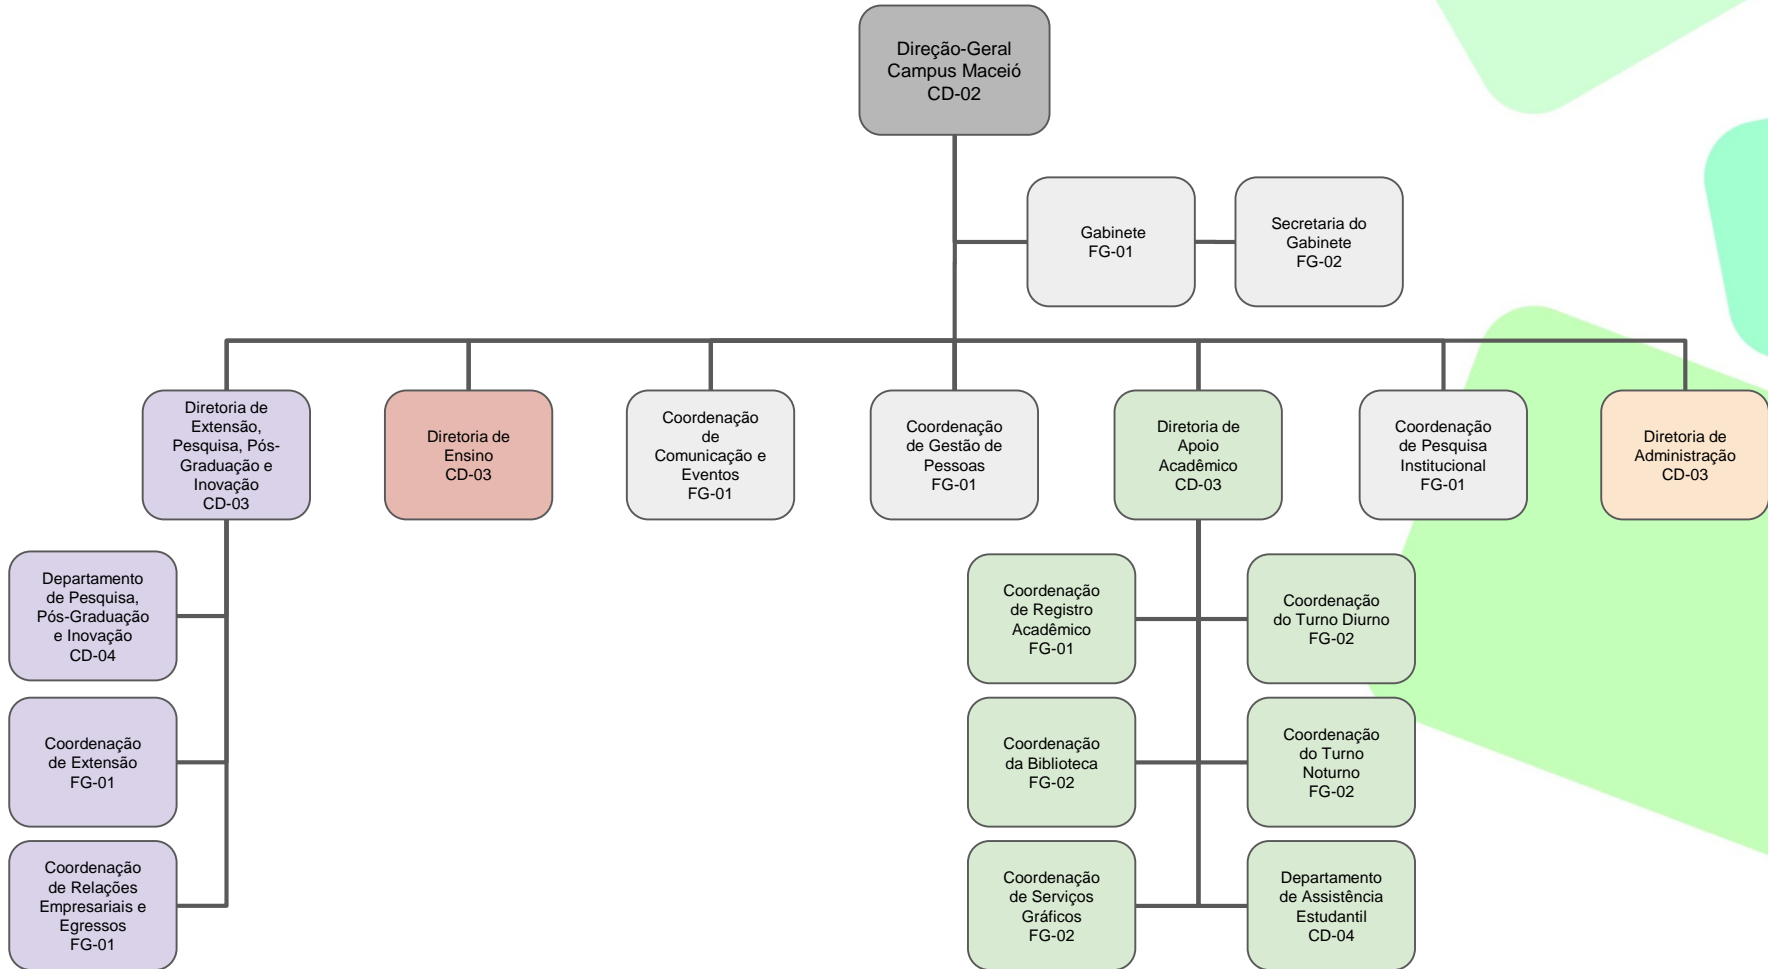 Direção-Geral
Campus Maceió
CD-02
Gabinete
FG-01
Secretaria do
Gabinete
FG-02
Diretoria de
Extensão,
Pesquisa, Pós-
Graduação e
Inovação
CD-03
Diretoria de
Ensino
CD-03
Coordenação
de
Comunicação e
Eventos
FG-01
Coordenação
de Gestão de
Pessoas
FG-01
Diretoria de
Apoio
Acadêmico
CD-03
Coordenação
de Pesquisa
Institucional
FG-01
Diretoria de
Administração
CD-03
Departamento
de Pesquisa,
Pós-Graduação
e Inovação
CD-04
Coordenação
de Extensão
FG-01
Coordenação
de Relações
Empresariais e
Egressos
FG-01
Coordenação
de Registro
Acadêmico
FG-01
Coordenação
do Turno Diurno
FG-02
Coordenação
da Biblioteca
FG-02
Coordenação
do Turno
Noturno
FG-02
Coordenação
de Serviços
Gráficos
FG-02
Departamento
de Assistência
Estudantil
CD-04